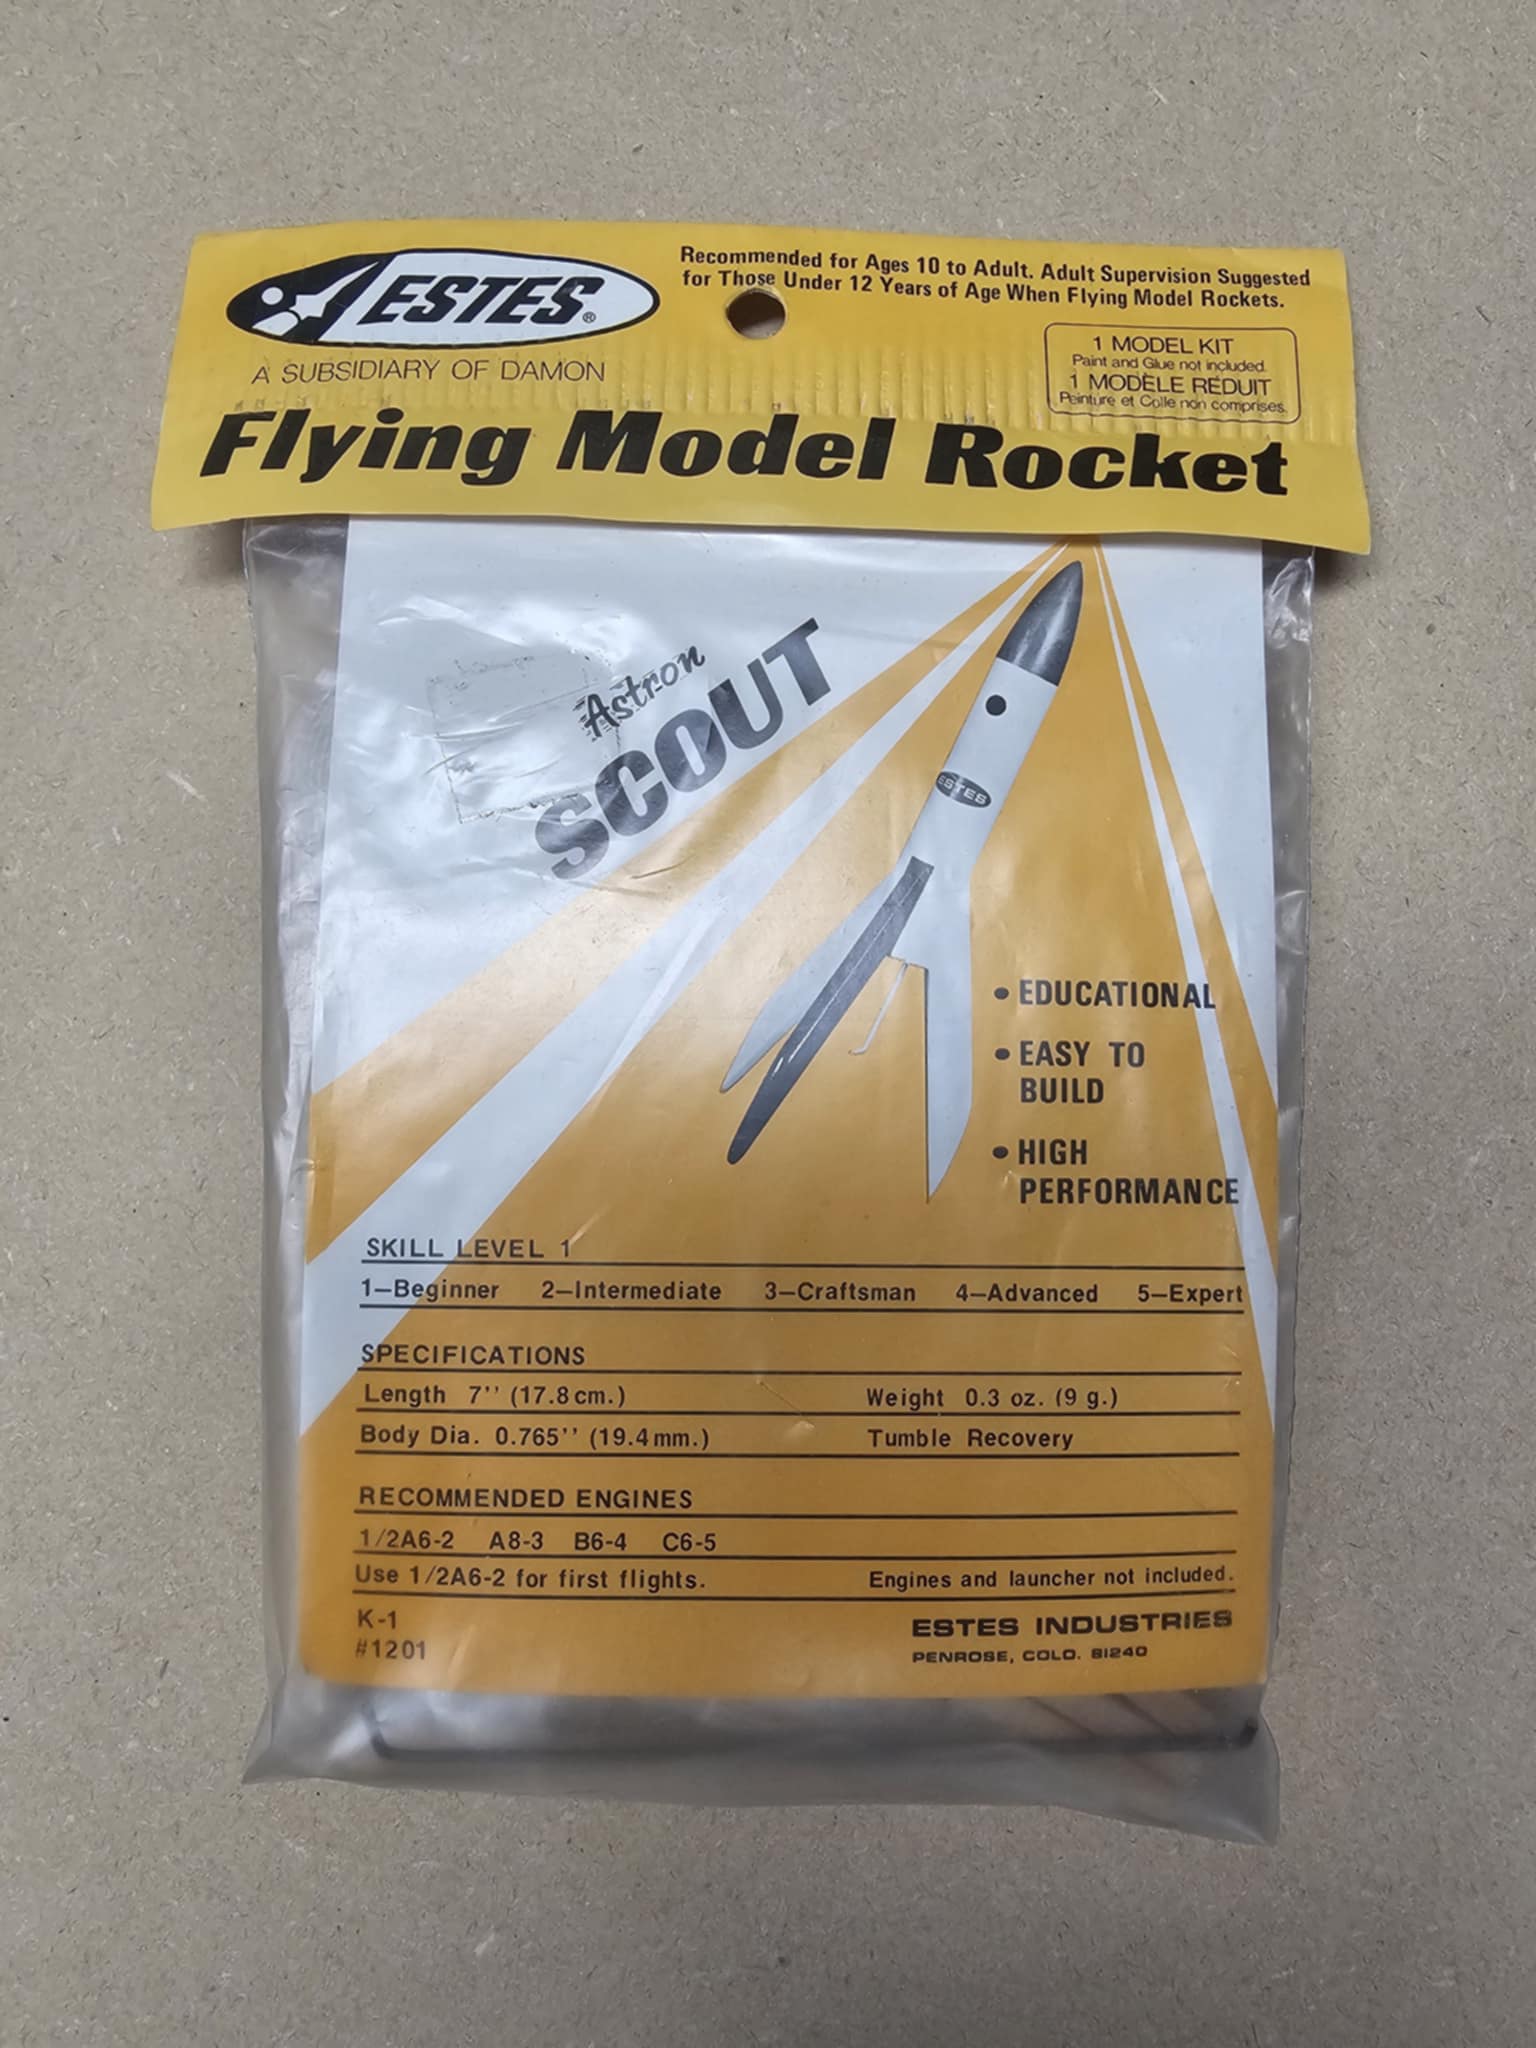 ESTES®
A SUBSIDIARY OF DAMON
Recommended for Ages 10 to Adult. Adult Supervision Suggested
for Those Under 12 Years of Age When Flying Model Rockets.
1 MODEL KIT
Paint and Glue not included.
1 MODÈLE RÉDUIT
Peinture et Colle non comprises.
Flying Model Rocket
Astron
SCOUT
ESTES
• EDUCATIONAL
• EASY TO
BUILD
• HIGH
PERFORMANCE
SKILL LEVEL 1
1—Beginner 2—Intermediate 3—Craftsman 4—Advanced 5—Expert
SPECIFICATIONS
Length 7'' (17.8 cm.) Weight 0.3 oz. (9 g.)
Body Dia. 0.765'' (19.4 mm.) Tumble Recovery
RECOMMENDED ENGINES
1/2A6-2 A8-3 B6-4 C6-5
Use 1/2A6-2 for first flights. Engines and launcher not included.
K-1
#1201
ESTES INDUSTRIES
PENROSE, COLO. 81240